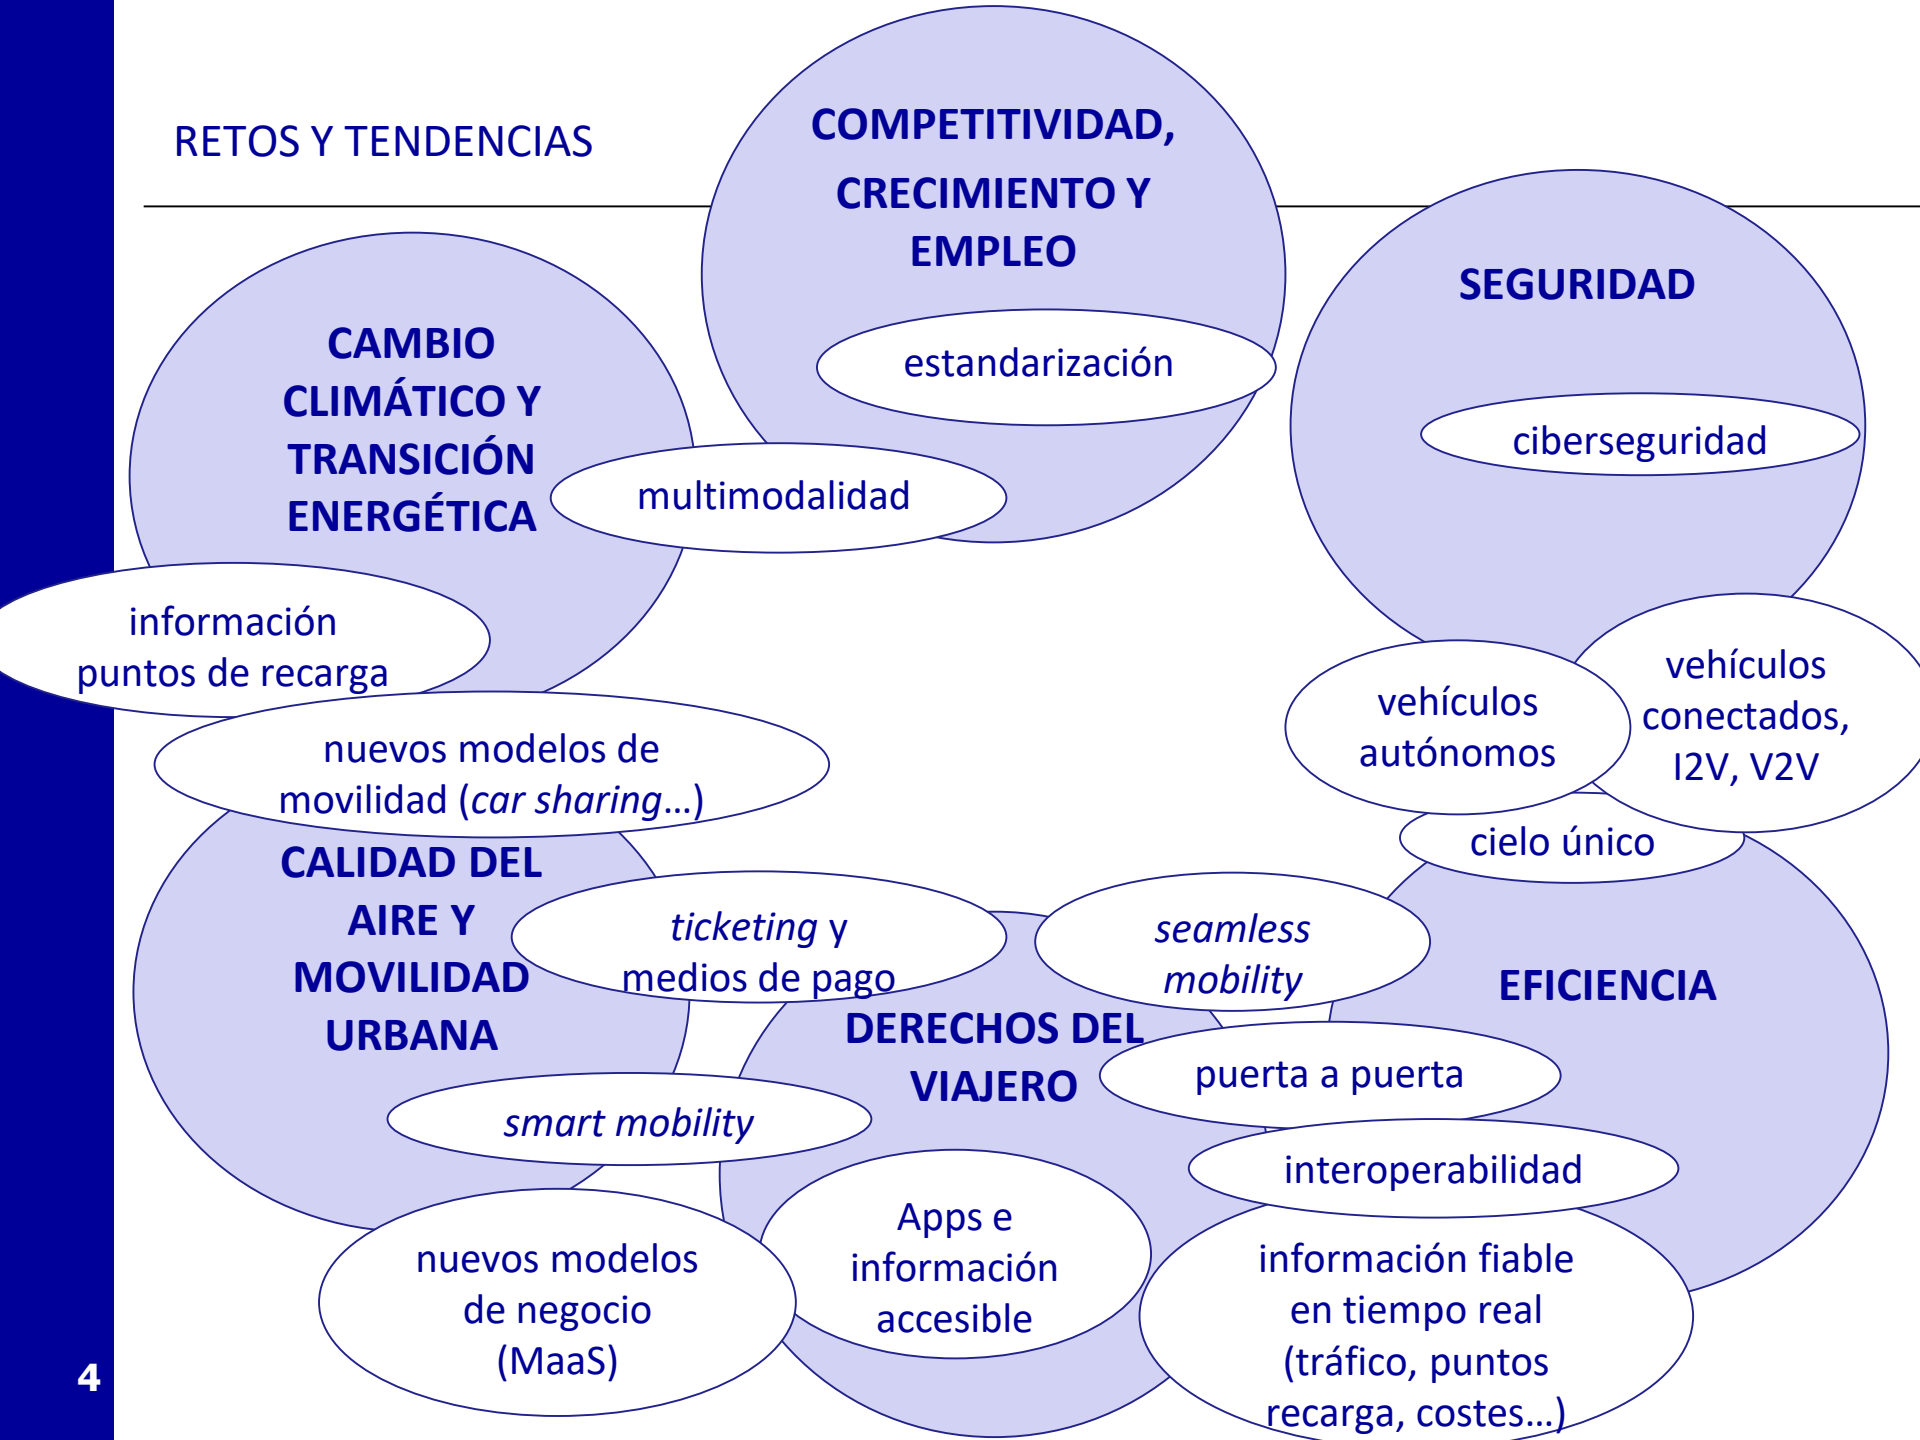 RETOS Y TENDENCIAS
COMPETITIVIDAD,
CRECIMIENTO Y
EMPLEO
estandarización
SEGURIDAD
ciberseguridad
CAMBIO
CLIMÁTICO Y
TRANSICIÓN
ENERGÉTICA
multimodalidad
información
puntos de recarga
nuevos modelos de
movilidad (car sharing...)
vehículos
autónomos
vehículos
conectados,
I2V, V2V
cielo único
CALIDAD DEL
AIRE Y
MOVILIDAD
URBANA
ticketing y
medios de pago
seamless
mobility
EFICIENCIA
DERECHOS DEL
VIAJERO
puerta a puerta
smart mobility
interoperabilidad
nuevos modelos
de negocio
(MaaS)
Apps e
información
accesible
información fiable
en tiempo real
(tráfico, puntos
recarga, costes...)
4